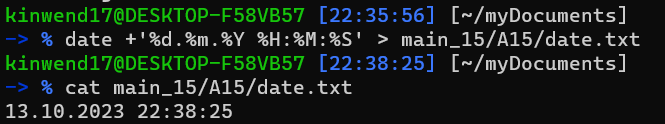 kinwend17@DESKTOP-F58VB57 [22:35:56] [~/myDocuments]
-> % date +'%d.%m.%Y %H:%M:%S' > main_15/A15/date.txt
kinwend17@DESKTOP-F58VB57 [22:38:25] [~/myDocuments]
-> % cat main_15/A15/date.txt
13.10.2023 22:38:25